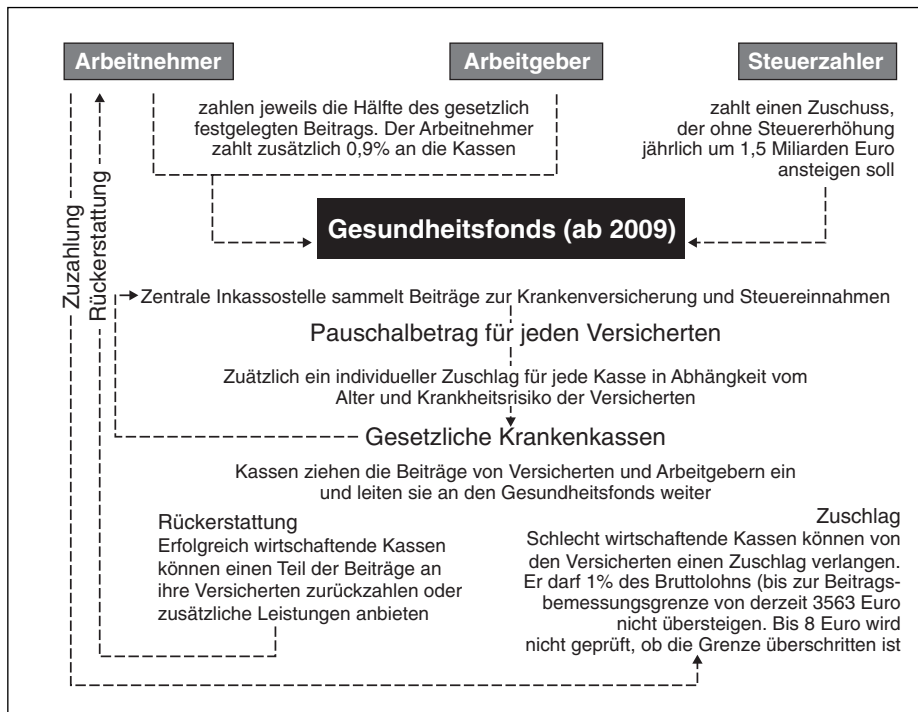 Arbeitnehmer
Arbeitgeber
Steuerzahler
zahlen jeweils die Hälfte des gesetzlich
festgelegten Beitrags. Der Arbeitnehmer
zahlt zusätzlich 0,9% an die Kassen
zahlt einen Zuschuss,
der ohne Steuererhöhung
jährlich um 1,5 Miliarden Euro
ansteigen soll
Zuzahlung
Rückerstattung
Gesundheitsfonds (ab 2009)
Zentrale Inkassostelle sammelt Beiträge zur Krankenversicherung und Steuereinnahmen
Pauschalbetrag für jeden Versicherten
Zuätzlich ein individueller Zuschlag für jede Kasse in Abhängkeit vom
Alter und Krankheitsrisiko der Versicherten
Gesetzliche Krankenkassen
Kassen ziehen die Beiträge von Versicherten und Arbeitgebern ein
und leiten sie an den Gesundheitsfonds weiter
Rückerstattung
Erfolgreich wirtschaftende Kassen
können einen Teil der Beiträge an
ihre Versicherten zurückzahlen oder
zusätzliche Leistungen anbieten
Zuschlag
Schlecht wirtschaftende Kassen können von
den Versicherten einen Zuschlag verlangen.
Er darf 1% des Bruttolohns (bis zur Beitrags-
bemessungsgrenze von derzeit 3563 Euro
nicht übersteigen. Bis 8 Euro wird
nicht geprüft, ob die Grenze überschritten ist